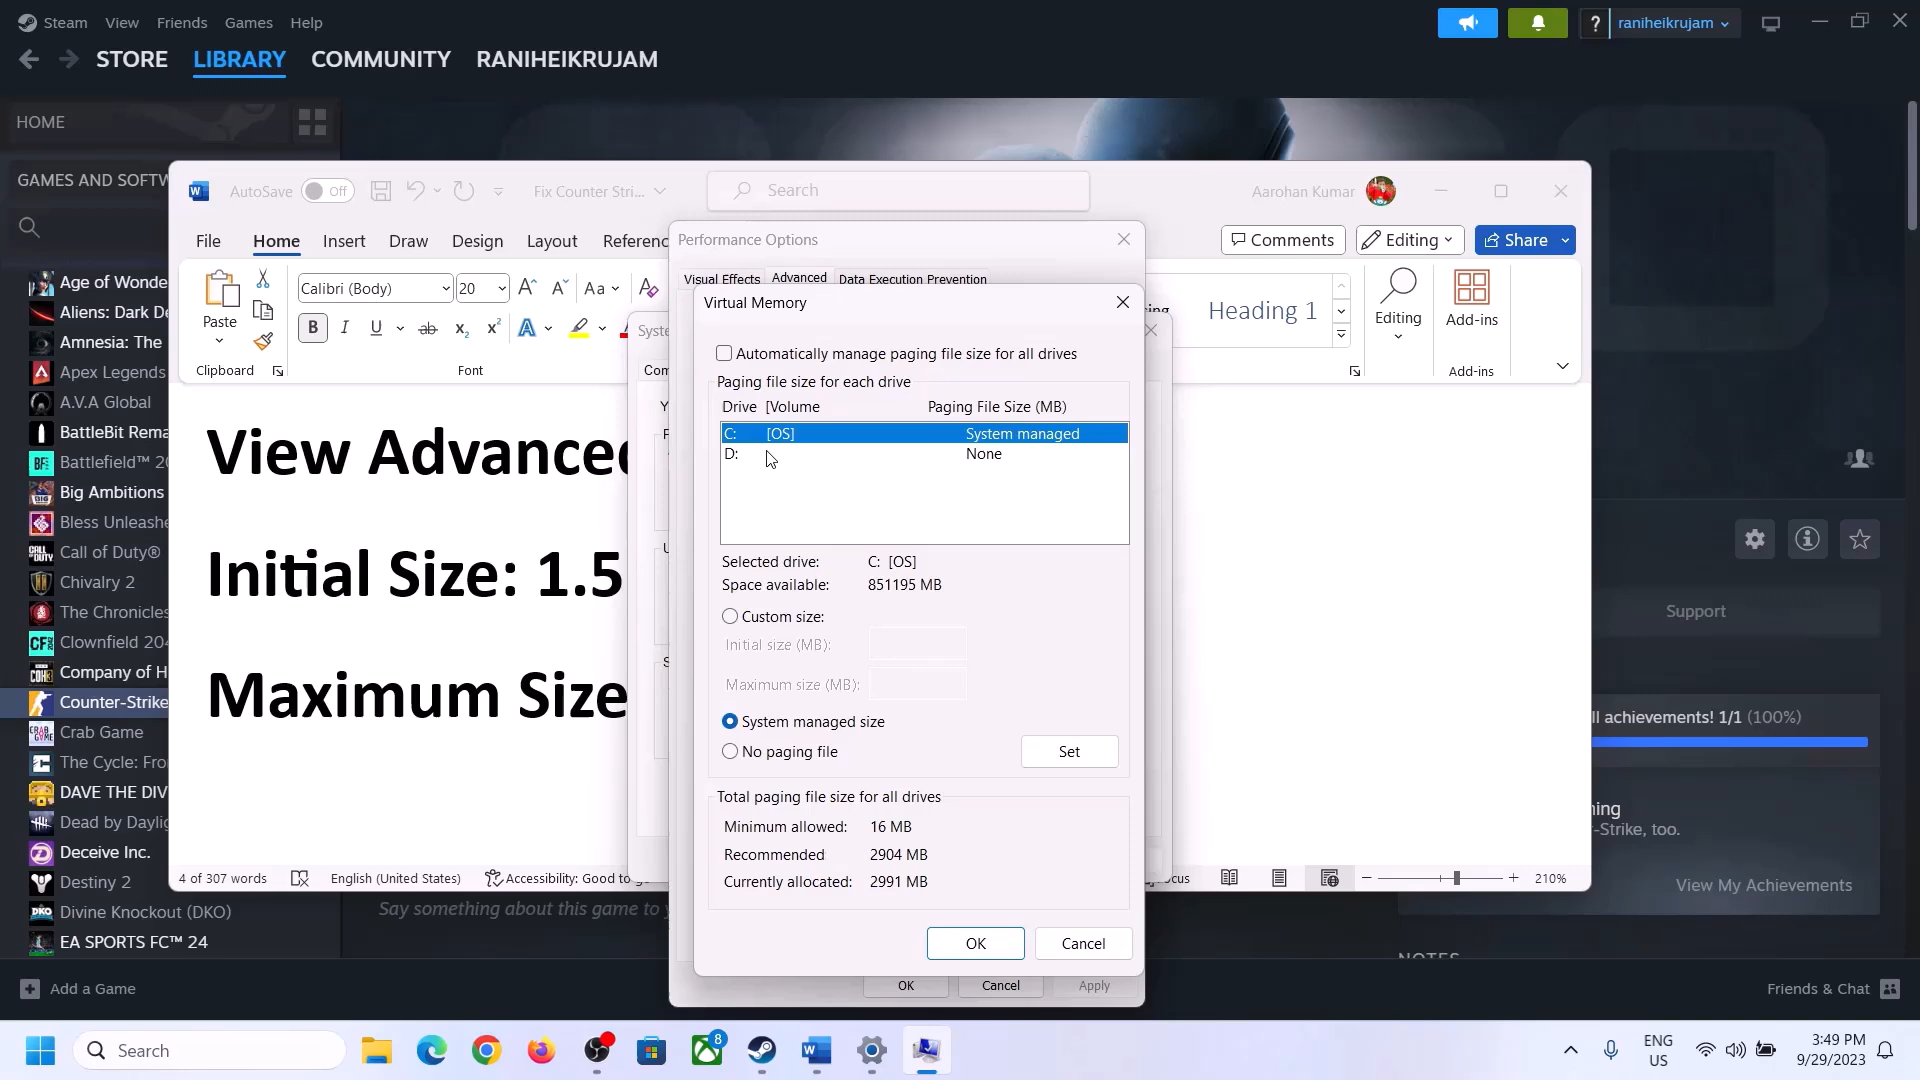 Steam View Friends Games Help
raniheikrujam
STORE LIBRARY COMMUNITY RANIHEIKRUJAM
HOME
GAMES AND SOFTW
Age of Wonde
Aliens: Dark De
Amnesia: The
Apex Legends
A.V.A Global
BattleBit Rema
Battlefield™ 20
Big Ambitions
Bless Unleashe
Call of Duty®
Chivalry 2
The Chronicles
Clownfield 204
Company of H
Counter-Strike
Crab Game
The Cycle: Fro
DAVE THE DIV
Dead by Daylig
Deceive Inc.
Destiny 2
Divine Knockout (DKO)
EA SPORTS FC™ 24
Add a Game
AutoSave Off
Fix Counter Stri...
Search
Aarohan Kumar
File Home Insert Draw Design Layout Referenc
Comments Editing Share
Paste
Calibri (Body) 20
Heading 1
Editing
Add-ins
Clipboard Font Add-ins
View Advanced
Initial Size: 1.5
Maximum Size
4 of 307 words English (United States) Accessibility: Good to g
210%
Performance Options
Visual Effects Advanced Data Execution Prevention
Syste
Com
Virtual Memory
Automatically manage paging file size for all drives
Paging file size for each drive
Drive [Volume Paging File Size (MB)
C: [OS] System managed
D: None
Selected drive: C: [OS]
Space available: 851195 MB
Custom size:
Initial size (MB):
Maximum size (MB):
System managed size
No paging file Set
Total paging file size for all drives
Minimum allowed: 16 MB
Recommended 2904 MB
Currently allocated: 2991 MB
OK Cancel
OK Cancel Apply
Support
ll achievements! 1/1 (100%)
-Strike, too.
View My Achievements
Say something about this game to y
NOTES
Friends & Chat
Search
8
ENG
US
3:49 PM
9/29/2023